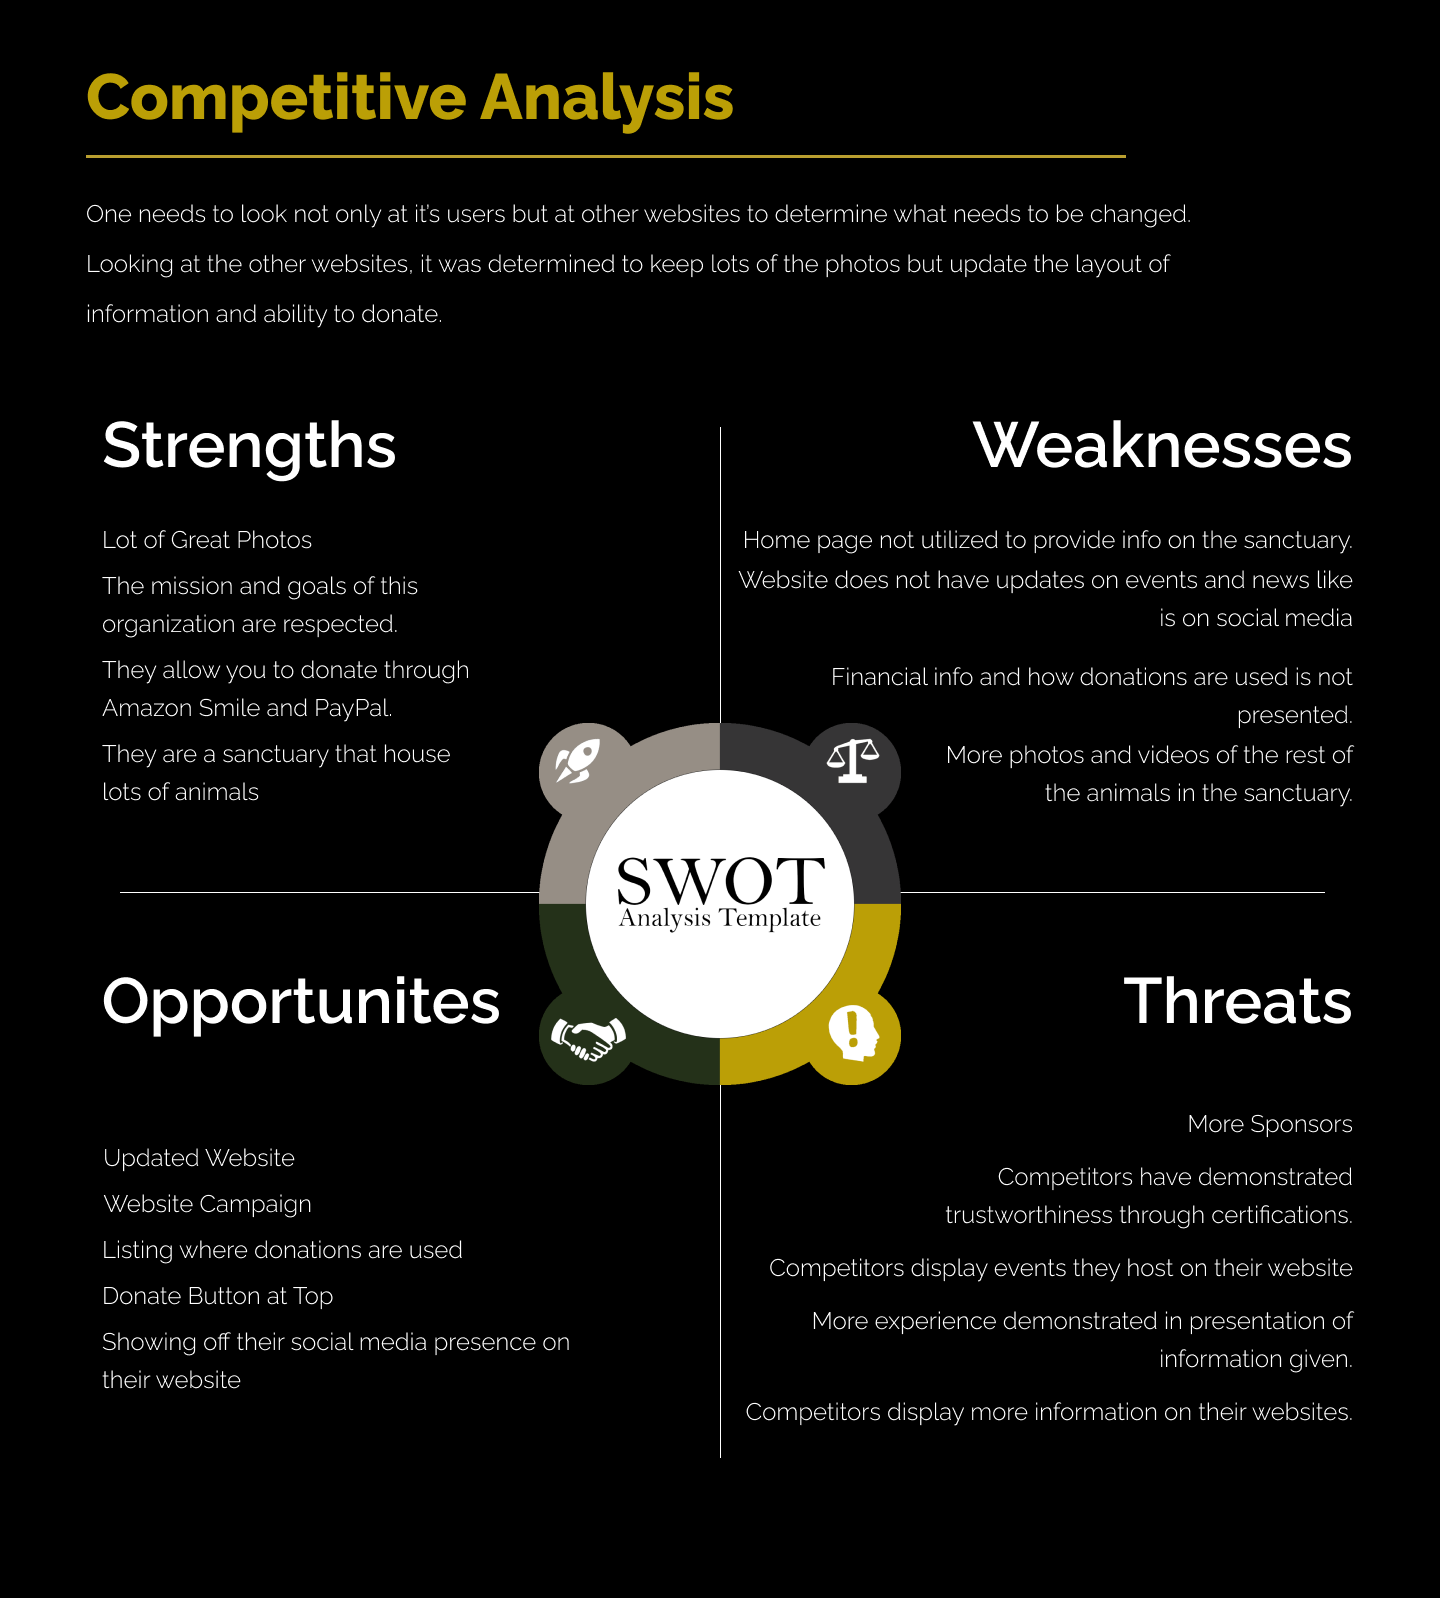 Competitive Analysis
One needs to look not only at it's users but at other websites to determine what needs to be changed.
Looking at the other websites, it was determined to keep lots of the photos but update the layout of
information and ability to donate.
Strengths
Lot of Great Photos
The mission and goals of this
organization are respected.
They allow you to donate through
Amazon Smile and PayPal.
They are a sanctuary that house
lots of animals
Weaknesses
Home page not utilized to provide info on the sanctuary.
Website does not have updates on events and news like
is on social media
Financial info and how donations are used is not
presented.
More photos and videos of the rest of
the animals in the sanctuary.
SWOT
Analysis Template
Opportunites
Updated Website
Website Campaign
Listing where donations are used
Donate Button at Top
Showing off their social media presence on
their website
Threats
More Sponsors
Competitors have demonstrated
trustworthiness through certifications.
Competitors display events they host on their website
More experience demonstrated in presentation of
information given.
Competitors display more information on their websites.